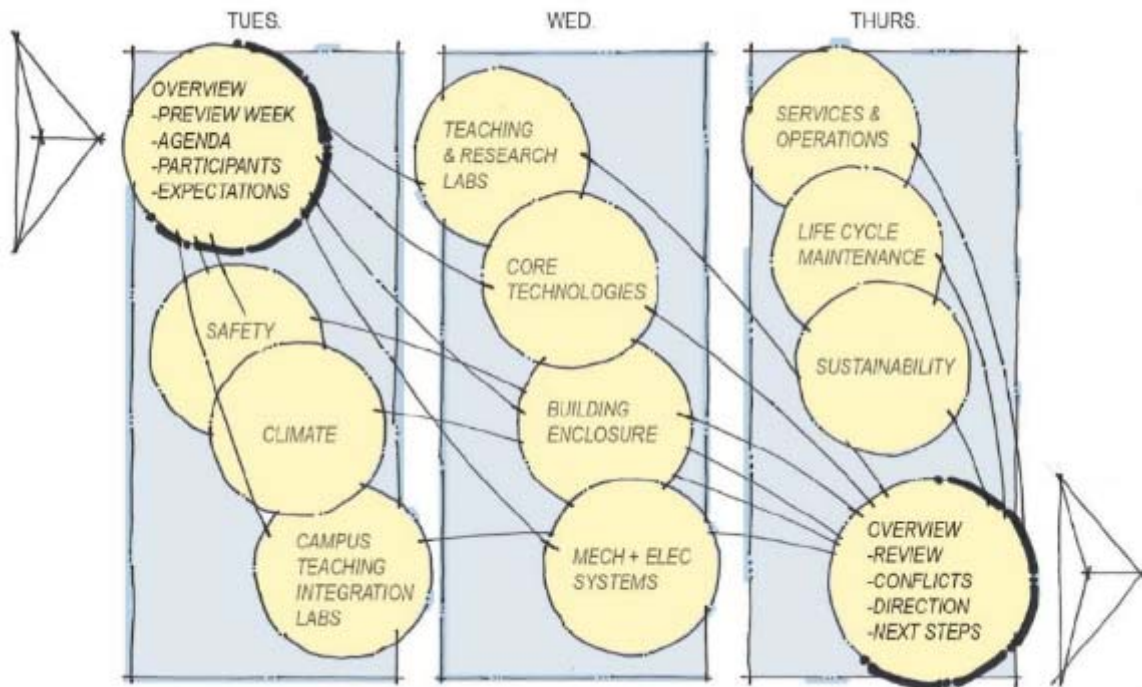 TUES.
OVERVIEW
-PREVIEW WEEK
-AGENDA
-PARTICIPANTS
-EXPECTATIONS
SAFETY
CLIMATE
CAMPUS
TEACHING
INTEGRATION
LABS
WED.
TEACHING
& RESEARCH
LABS
CORE
TECHNOLOGIES
BUILDING
ENCLOSURE
MECH + ELEC
SYSTEMS
THURS.
SERVICES &
OPERATIONS
LIFE CYCLE
MAINTENANCE
SUSTAINABILITY
OVERVIEW
-REVIEW
-CONFLICTS
-DIRECTION
-NEXT STEPS